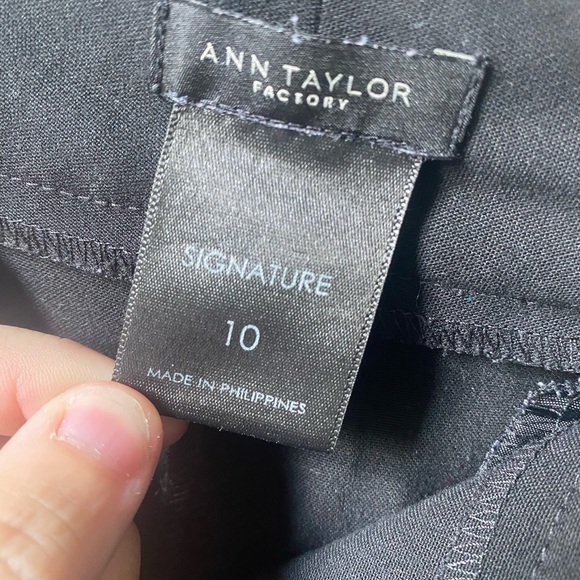 ANN TAYLOR
FACTORY
SIGNATURE
10
MADE IN PHILIPPINES